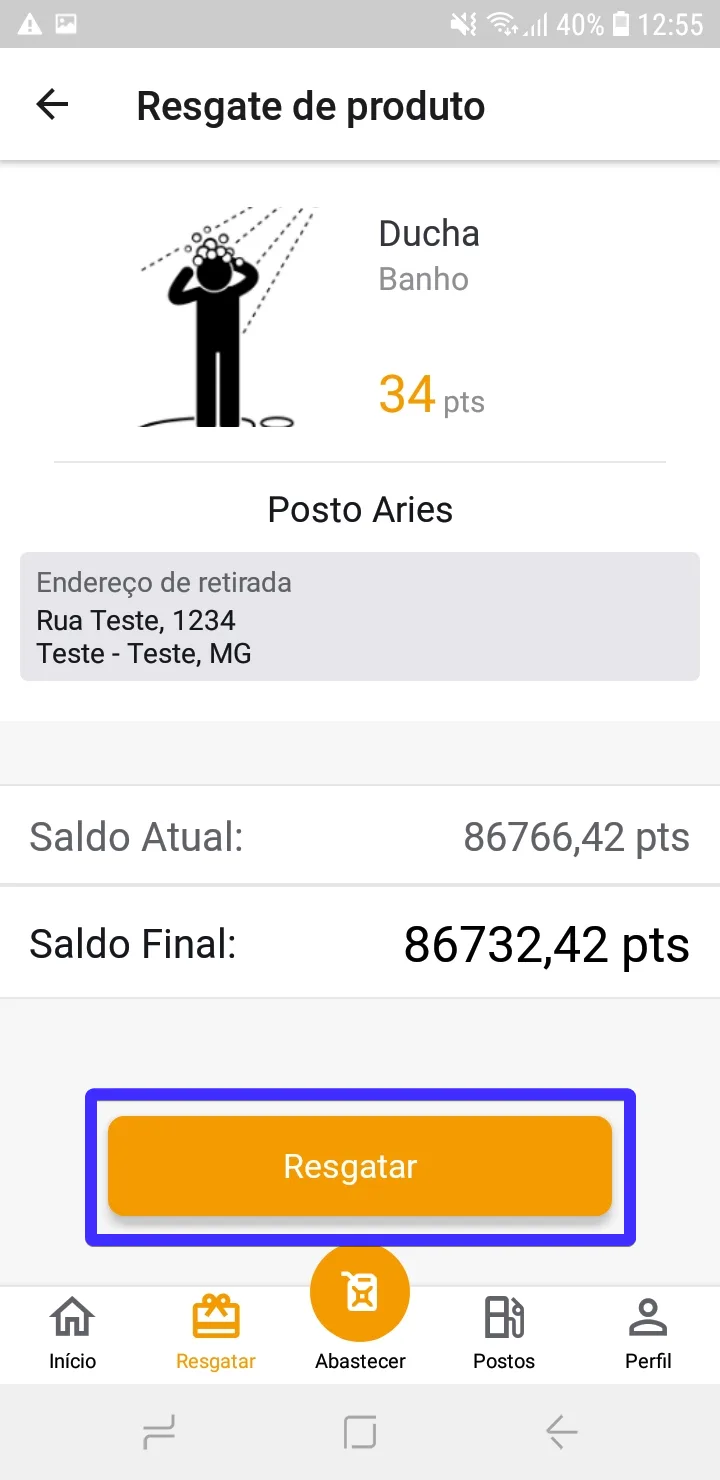 40% 12:55
Resgate de produto
Ducha
Banho
34 pts
Posto Aries
Endereço de retirada
Rua Teste, 1234
Teste - Teste, MG
Saldo Atual: 86766,42 pts
Saldo Final: 86732,42 pts
Resgatar
Início Resgatar Abastecer Postos Perfil